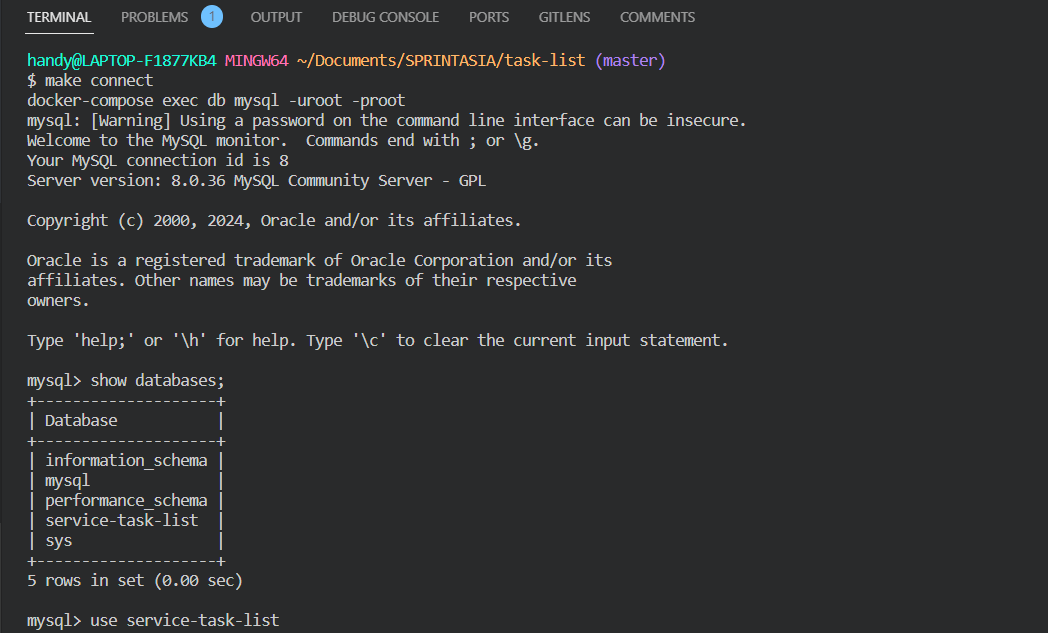 TERMINAL PROBLEMS 1 OUTPUT DEBUG CONSOLE PORTS GITLENS COMMENTS
handy@LAPTOP-F1877KB4 MINGW64 ~/Documents/SPRINTASIA/task-list (master)
$ make connect
docker-compose exec db mysql -uroot -proot
mysql: [Warning] Using a password on the command line interface can be insecure.
Welcome to the MySQL monitor.  Commands end with ; or \g.
Your MySQL connection id is 8
Server version: 8.0.36 MySQL Community Server - GPL

Copyright (c) 2000, 2024, Oracle and/or its affiliates.

Oracle is a registered trademark of Oracle Corporation and/or its
affiliates. Other names may be trademarks of their respective
owners.

Type 'help;' or '\h' for help. Type '\c' to clear the current input statement.

mysql> show databases;
+--------------------+
| Database           |
+--------------------+
| information_schema |
| mysql              |
| performance_schema |
| service-task-list  |
| sys                |
+--------------------+
5 rows in set (0.00 sec)

mysql> use service-task-list